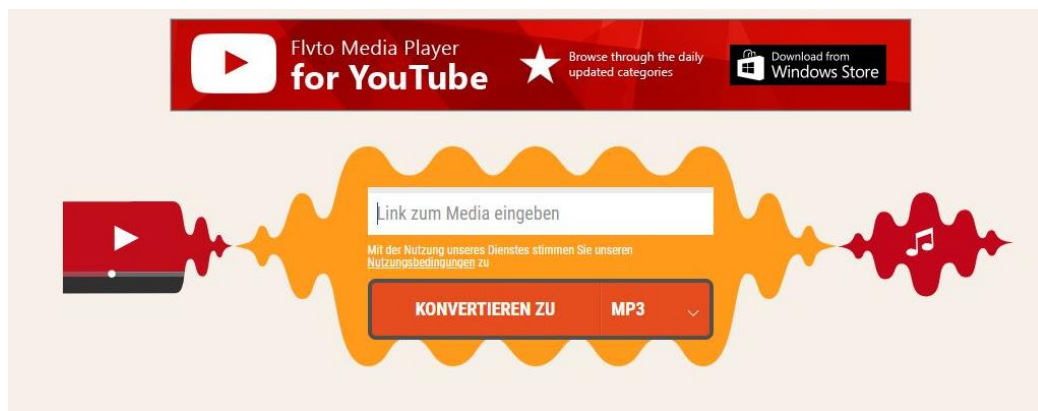 Flvto Media Player
for YouTube
Browse through the daily
updated categories
Download from
Windows Store
Link zum Media eingeben
Mit der Nutzung unseres Dienstes stimmen Sie unseren
Nutzungsbedingungen zu
KONVERTIEREN ZU MP3